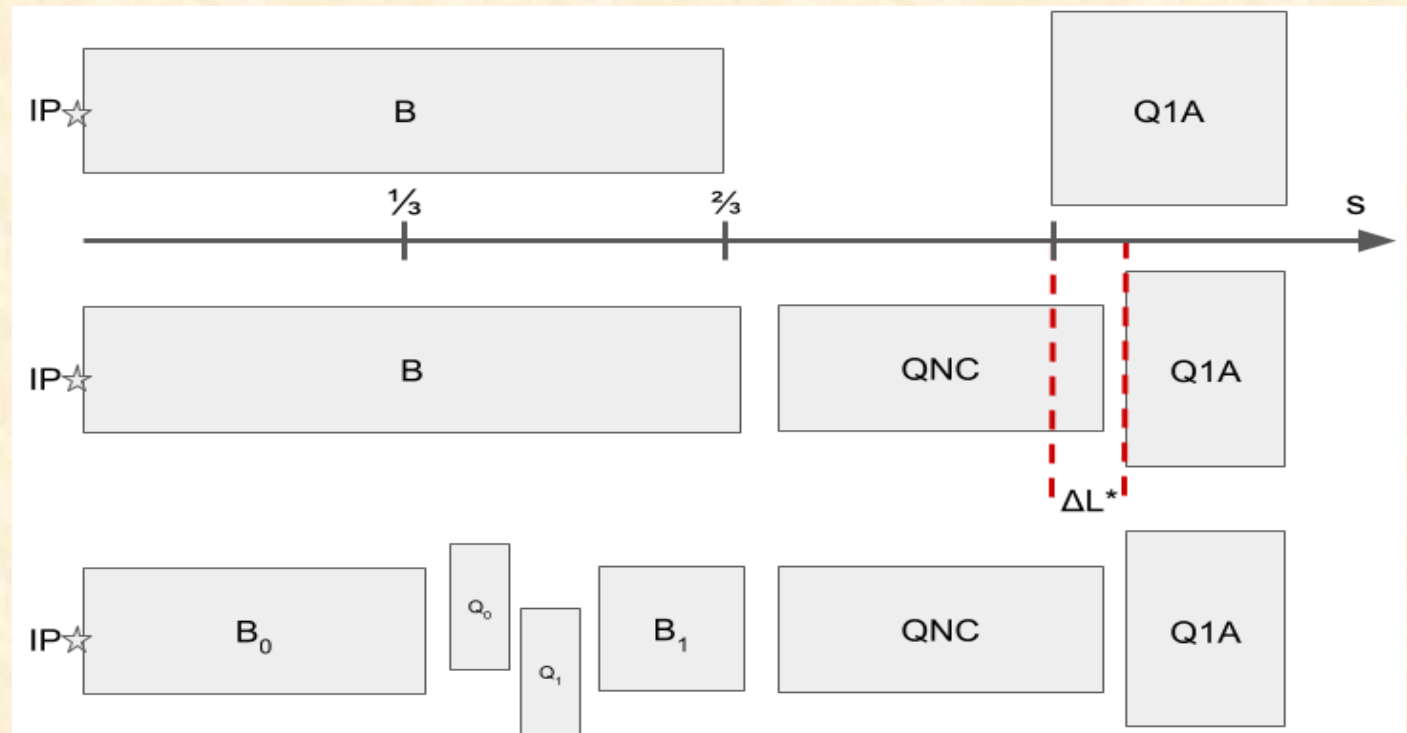 IP☆ B Q1A
⅓ ⅔ s
IP☆ B QNC Q1A
ΔL*
IP☆ B₀ Q₀ Q₁ B₁ QNC Q1A